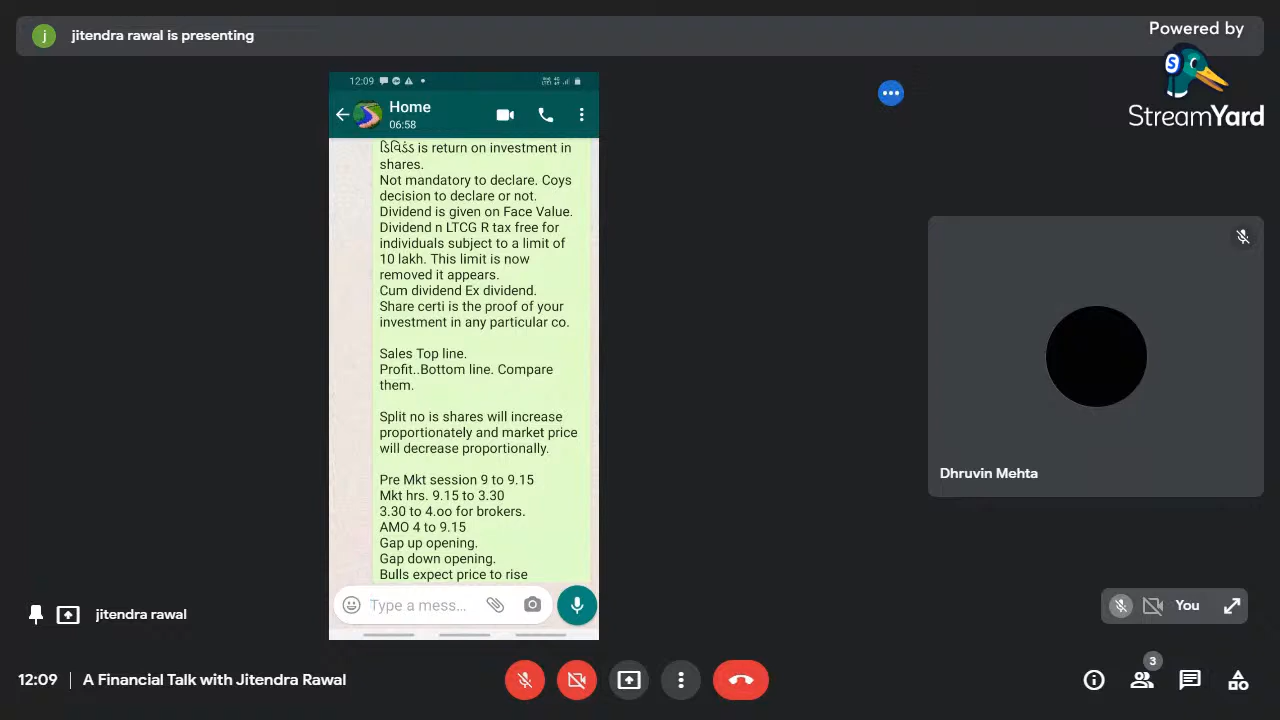 j
jitendra rawal is presenting
Powered by
StreamYard
12:09
Home
06:58
ડિવિડંડ is return on investment in
shares.
Not mandatory to declare. Coys
decision to declare or not.
Dividend is given on Face Value.
Dividend n LTCG R tax free for
individuals subject to a limit of
10 lakh. This limit is now
removed it appears.
Cum dividend Ex dividend.
Share certi is the proof of your
investment in any particular co.
Sales Top line.
Profit..Bottom line. Compare
them.
Split no is shares will increase
proportionately and market price
will decrease proportionally.
Pre Mkt session 9 to 9.15
Mkt hrs. 9.15 to 3.30
3.30 to 4.oo for brokers.
AMO 4 to 9.15
Gap up opening.
Gap down opening.
Bulls expect price to rise
Type a mess...
Dhruvin Mehta
jitendra rawal
You
12:09 | A Financial Talk with Jitendra Rawal
3